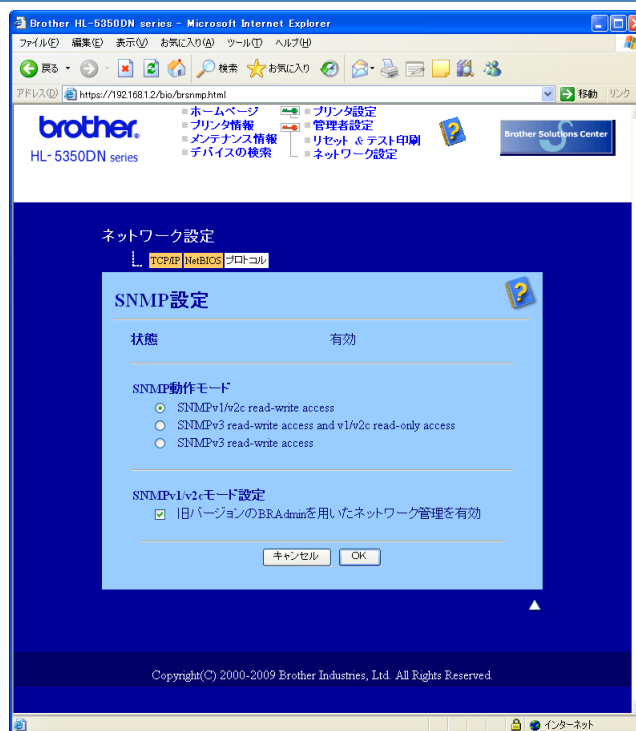 Brother HL-5350DN series - Microsoft Internet Explorer
ファイル(F) 編集(E) 表示(V) お気に入り(A) ツール(T) ヘルプ(H)
戻る 検索 お気に入り
アドレス(D) https://192.168.1.2/bio/brsnmp.html 移動 リンク
brother.
HL-5350DN series
ホームページ
プリンタ情報
メンテナンス情報
デバイスの検索
プリンタ設定
管理者設定
リセット & テスト印刷
ネットワーク設定
Brother Solutions Center
ネットワーク設定
TCP/IP NetBIOS プロトコル
SNMP設定
状態 有効
SNMP動作モード
SNMPv1/v2c read-write access
SNMPv3 read-write access and v1/v2c read-only access
SNMPv3 read-write access
SNMPv1/v2cモード設定
旧バージョンのBRAdminを用いたネットワーク管理を有効
キャンセル OK
Copyright(C) 2000-2009 Brother Industries, Ltd. All Rights Reserved.
インターネット